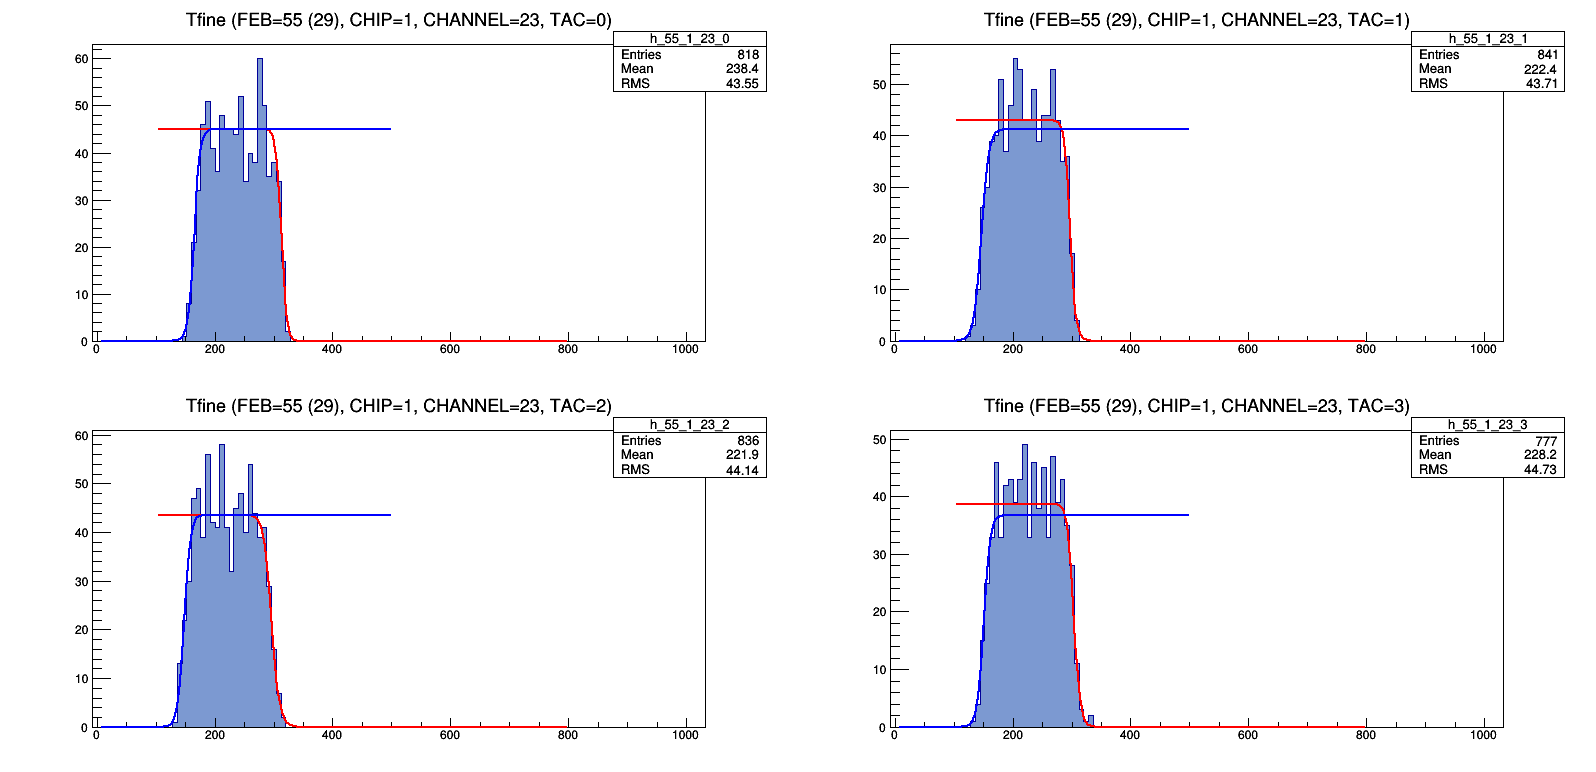 Tfine (FEB=55 (29), CHIP=1, CHANNEL=23, TAC=0)
h_55_1_23_0
Entries 818
Mean 238.4
RMS 43.55
60
50
40
30
20
10
0
0 200 400 600 800 1000
Tfine (FEB=55 (29), CHIP=1, CHANNEL=23, TAC=1)
h_55_1_23_1
Entries 841
Mean 222.4
RMS 43.71
50
40
30
20
10
0
0 200 400 600 800 1000
Tfine (FEB=55 (29), CHIP=1, CHANNEL=23, TAC=2)
h_55_1_23_2
Entries 836
Mean 221.9
RMS 44.14
60
50
40
30
20
10
0
0 200 400 600 800 1000
Tfine (FEB=55 (29), CHIP=1, CHANNEL=23, TAC=3)
h_55_1_23_3
Entries 777
Mean 228.2
RMS 44.73
50
40
30
20
10
0
0 200 400 600 800 1000